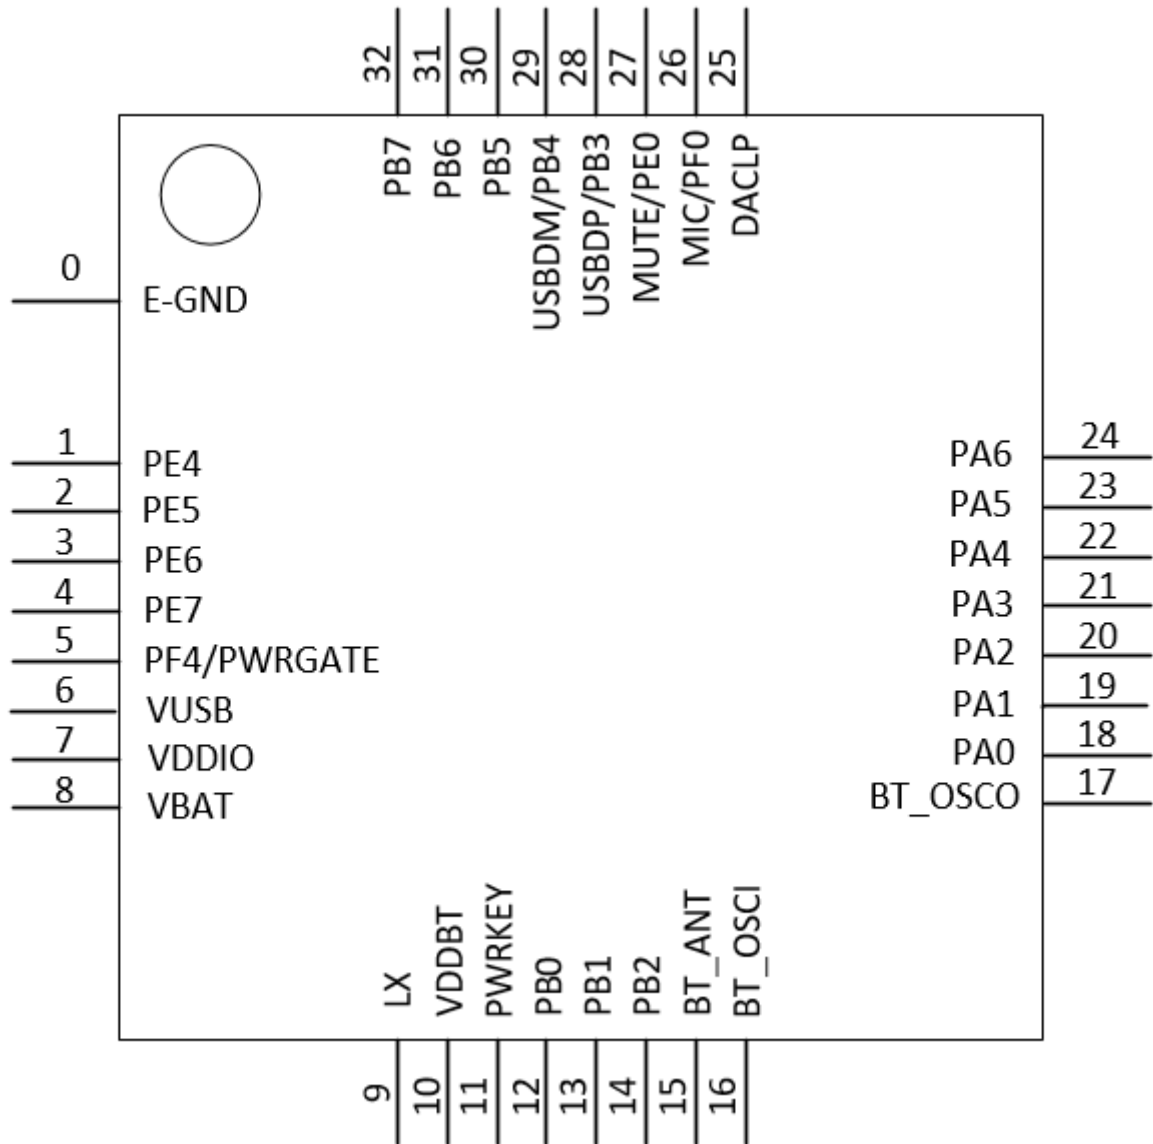 32
31
30
29
28
27
26
25
PB7
PB6
PB5
USBDM/PB4
USBDP/PB3
MUTE/PE0
MIC/PF0
DACLP
0
E-GND
1
PE4
2
PE5
3
PE6
4
PE7
5
PF4/PWRGATE
6
VUSB
7
VDDIO
8
VBAT
PA6
24
PA5
23
PA4
22
PA3
21
PA2
20
PA1
19
PA0
18
BT_OSCO
17
LX
VDDBT
PWRKEY
PB0
PB1
PB2
BT_ANT
BT_OSCI
9
10
11
12
13
14
15
16